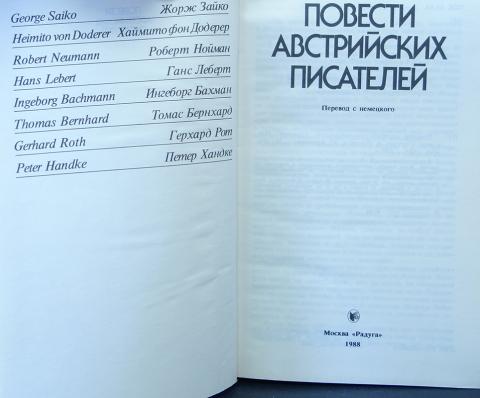 George Saiko Жорж Зайко
Heimito von Doderer Хаймито фон Додерер
Robert Neumann Роберт Нойман
Hans Lebert Ганс Леберт
Ingeborg Bachmann Ингеборг Бахман
Thomas Bernhard Томас Бернхард
Gerhard Roth Герхард Рот
Peter Handke Петер Хандке
ПОВЕСТИ
АВСТРИЙСКИХ
ПИСАТЕЛЕЙ
Перевод с немецкого
Москва «Радуга»
1988